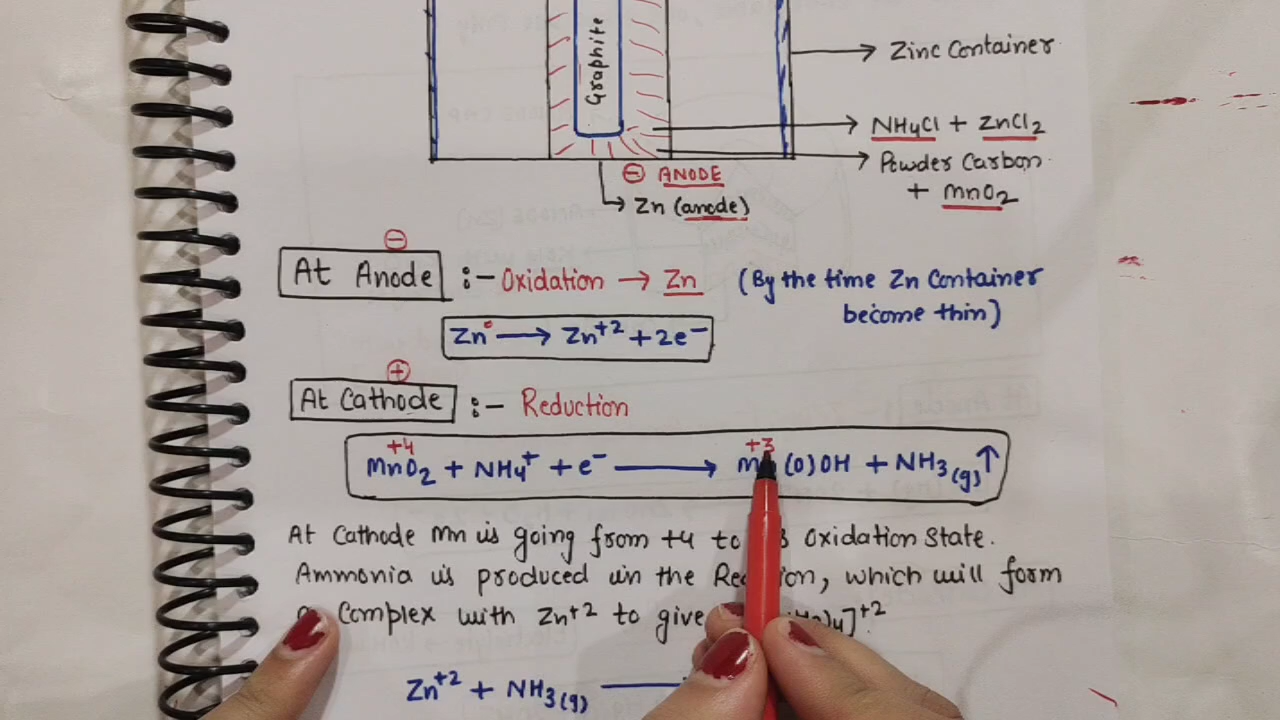 Graphite
Zinc Container
NH4Cl + ZnCl2
Powder Carbon
+ MnO2
⊖ ANODE
Zn (anode)
⊖
At Anode :- Oxidation → Zn (By the time Zn Container
become thin)
Zn° → Zn+2 + 2e-
⊕
At Cathode :- Reduction
+4 +3
MnO2 + NH4+ + e- → (O)OH + NH3(g)↑
At Cathode Mn is going from +4 to Oxidation State.
Ammonia is produced in the , which will form
Complex with Zn+2 to give ]+2.
Zn+2 + NH3(g)